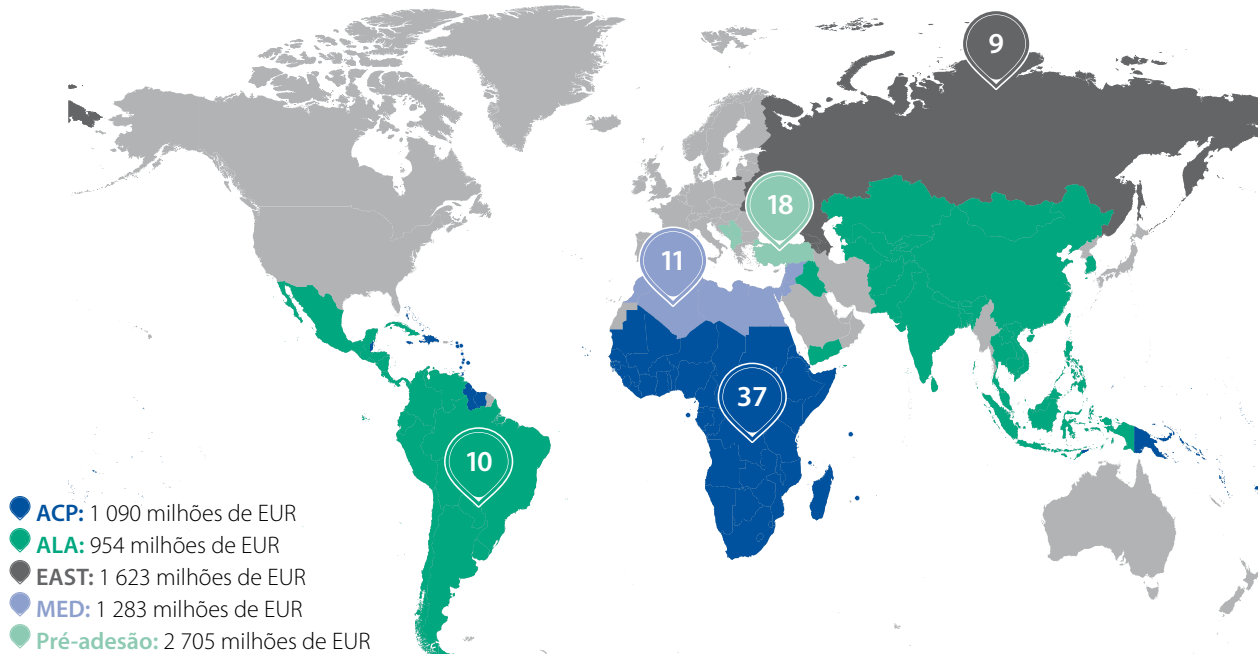 9
18
11
37
10
ACP: 1 090 milhões de EUR
ALA: 954 milhões de EUR
EAST: 1 623 milhões de EUR
MED: 1 283 milhões de EUR
Pré-adesão: 2 705 milhões de EUR